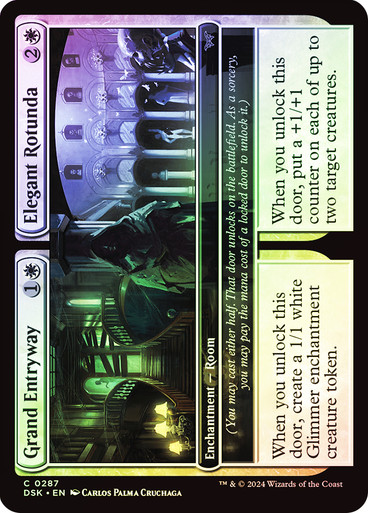 Grand Entryway 1
When you unlock this
door, create a 1/1 white
Glimmer enchantment
creature token.
Elegant Rotunda 2
When you unlock this
door, put a +1/+1
counter on each of up to
two target creatures.
Enchantment – Room
(You may cast either half. That door unlocks on the battlefield. As a sorcery,
you may pay the mana cost of a locked door to unlock it.)
C 0287
DSK • EN Carlos Palma Cruchaga
™ & © 2024 Wizards of the Coast